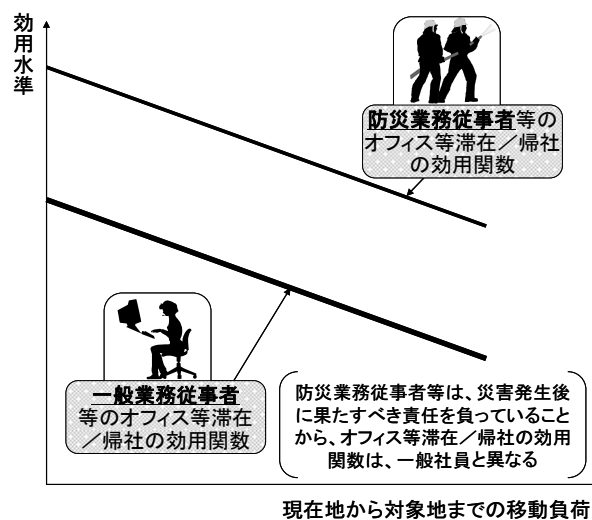 効用水準
防災業務従事者等の
オフィス等滞在／帰社
の効用関数
一般業務従事者
等のオフィス等滞在
／帰社の効用関数
防災業務従事者等は、災害発生後
に果たすべき責任を負っていること
から、オフィス等滞在／帰社の効用
関数は、一般社員と異なる
現在地から対象地までの移動負荷